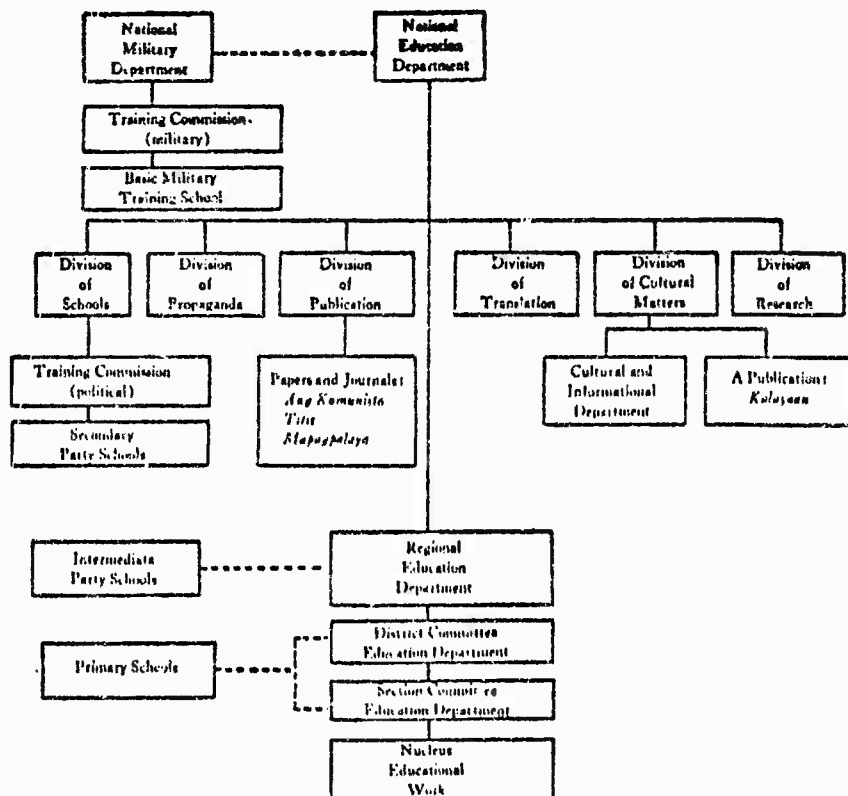 National
Military
Department
National
Education
Department
Training Commission
(military)
Basic Military
Training School
Division
of
Schools
Division
of
Propaganda
Division
of
Publication
Division
of
Translation
Division
of Cultural
Matters
Division
of
Research
Training Commission
(political)
Secondary
Party Schools
Papers and Journals:
Ang Komunista
Titis
Mapagpalaya
Cultural and
Informational
Department
A Publication:
Kalayaan
Intermediate
Party Schools
Regional
Education
Department
Primary Schools
District Committee
Education Department
Section Committee
Education Department
Nucleus
Educational
Work